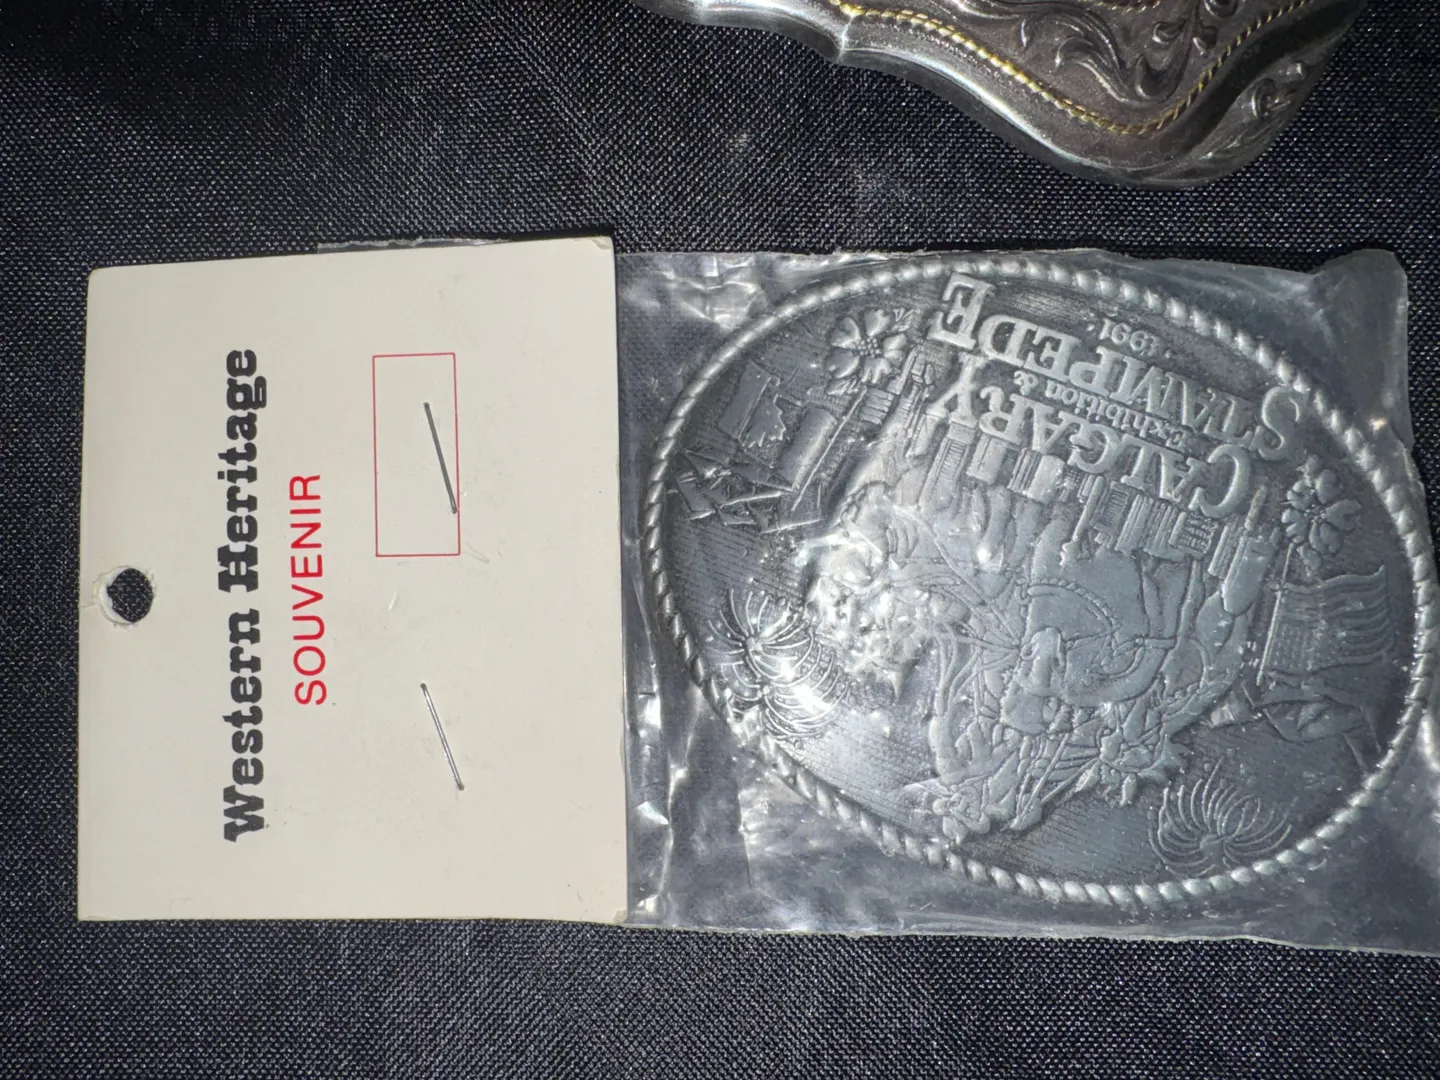 Western Heritage
SOUVENIR
CALGARY
Exhibition &
STAMPEDE
1991